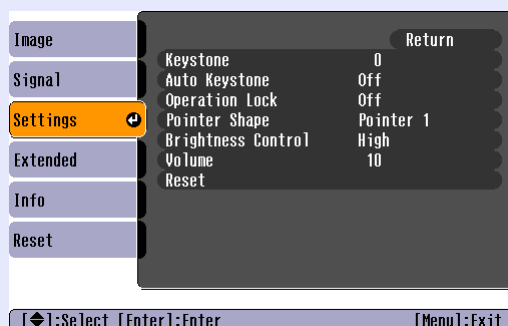 Image
Signal
Settings
Extended
Info
Reset
Return
Keystone 0
Auto Keystone Off
Operation Lock Off
Pointer Shape Pointer 1
Brightness Control High
Volume 10
Reset
[◆]:Select [Enter]:Enter [Menu]:Exit